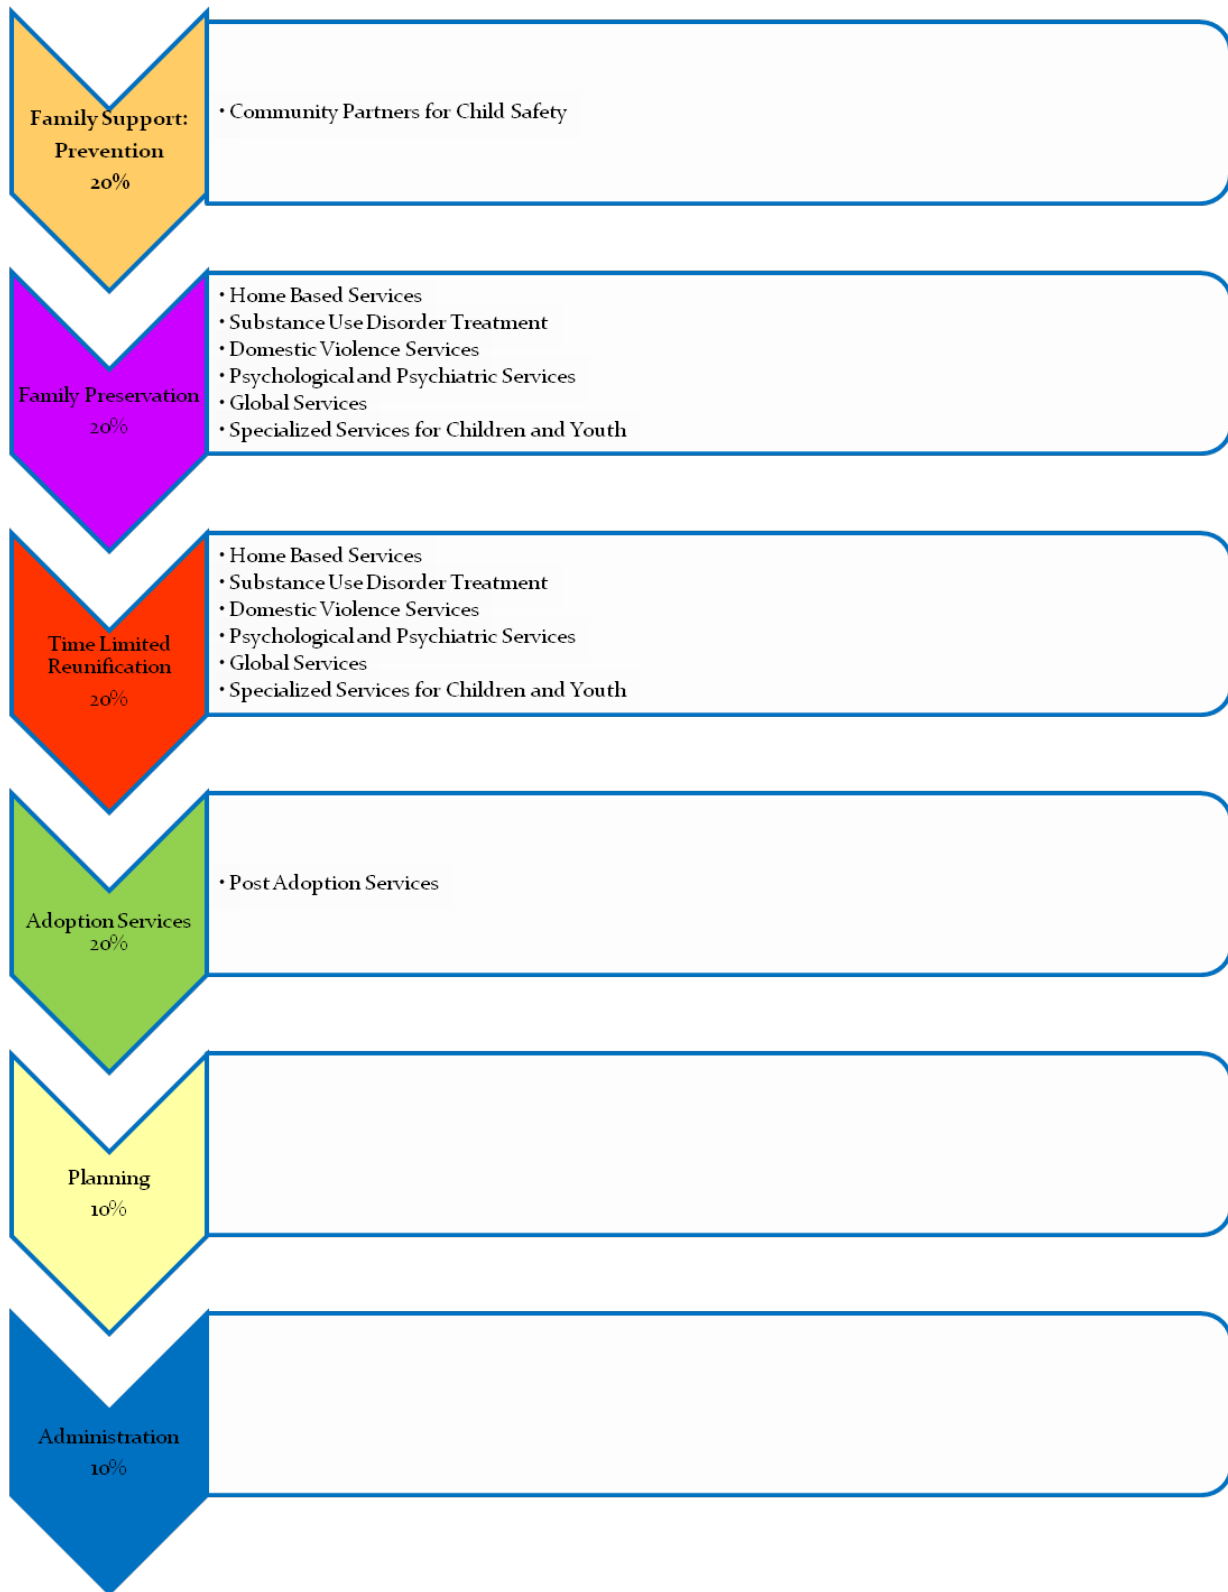 Family Support:
Prevention
20%
• Community Partners for Child Safety
Family Preservation
20%
• Home Based Services
• Substance Use Disorder Treatment
• Domestic Violence Services
• Psychological and Psychiatric Services
• Global Services
• Specialized Services for Children and Youth
Time Limited
Reunification
20%
• Home Based Services
• Substance Use Disorder Treatment
• Domestic Violence Services
• Psychological and Psychiatric Services
• Global Services
• Specialized Services for Children and Youth
Adoption Services
20%
• Post Adoption Services
Planning
10%
Administration
10%